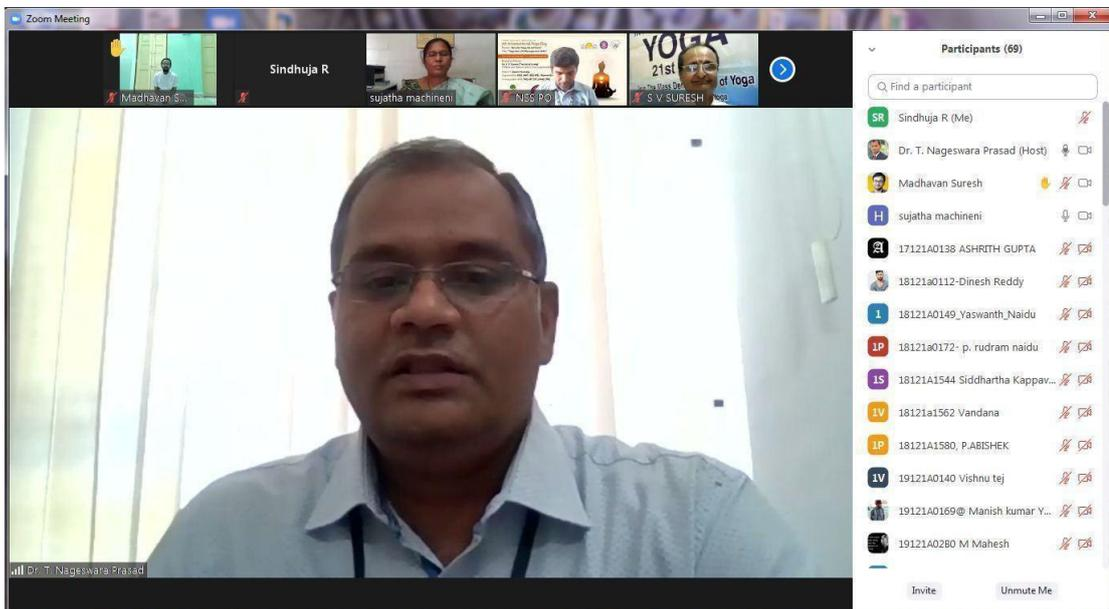 Zoom Meeting
Madhavan S...
Sindhuja R
sujatha machineni
NSS PO
YOGA
21st
of Yoga
S V SURESH
Dr. T. Nageswara Prasad
Participants (69)
Find a participant
SR Sindhuja R (Me)
Dr. T. Nageswara Prasad (Host)
Madhavan Suresh
H sujatha machineni
17121A0138 ASHRITH GUPTA
18121a0112-Dinesh Reddy
1 18121A0149_Yaswanth_Naidu
1P 18121a0172- p. rudram naidu
1S 18121A1544 Siddhartha Kappav...
1V 18121a1562 Vandana
1P 18121A1580, P.ABISHEK
1V 19121A0140 Vishnu tej
19121A0169@ Manish kumar Y...
19121A02B0 M Mahesh
Invite Unmute Me